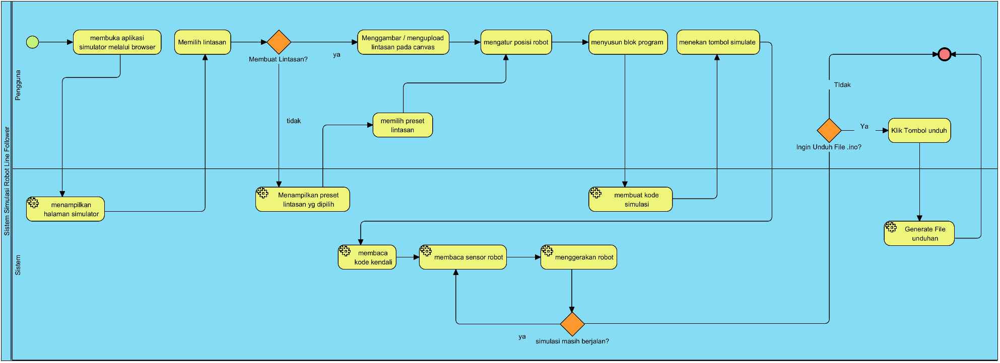 Sistem Simulasi Robot Line Follower
Pengguna
membuka aplikasi
simulator melalui browser
Memilih lintasan
Membuat Lintasan?
ya
Menggambar / mengupload
lintasan pada canvas
mengatur posisi robot
menyusun blok program
menekan tombol simulate
TIdak
tidak
memilih preset
lintasan
Ya
Klik Tombol unduh
Ingin Unduh File .ino?
Sistem
menampilkan
halaman simulator
Menampilkan preset
lintasan yg dipilih
membuat kode
simulasi
Generate File
unduhan
membaca
kode kendali
membaca sensor robot
menggerakan robot
ya
simulasi masih berjalan?